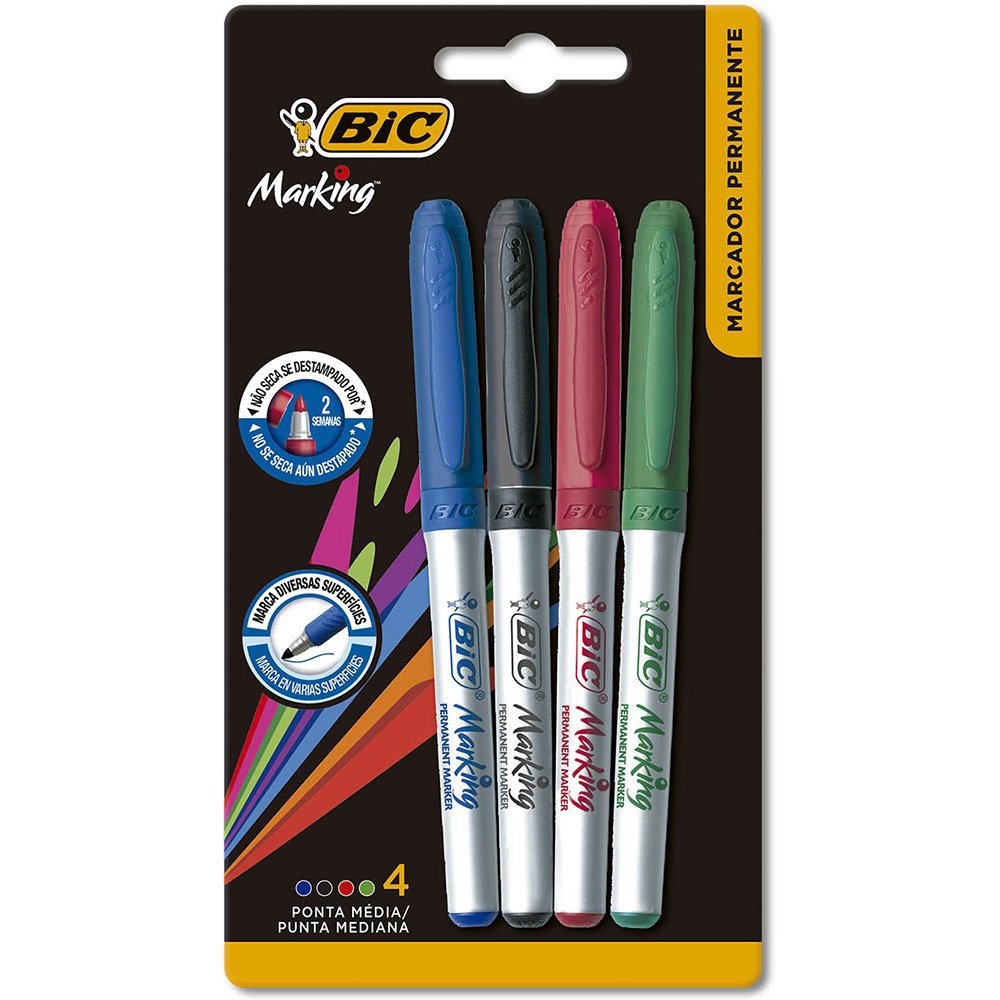 BiC
Marking™
MARCADOR PERMANENTE
NÃO SECA SE DESTAMPADO POR*
2
SEMANAS
NO SE SECA AÚN DESTAPADO*
MARCA DIVERSAS SUPERFÍCIES
MARCA EN VARIAS SUPERFICIES
BIC
BIC
BIC
BIC
BiC®
Marking
PERMANENT MARKER
BiC®
Marking
PERMANENT MARKER
BiC®
Marking
PERMANENT MARKER
BiC®
Marking
PERMANENT MARKER
4
PONTA MÉDIA/
PUNTA MEDIANA